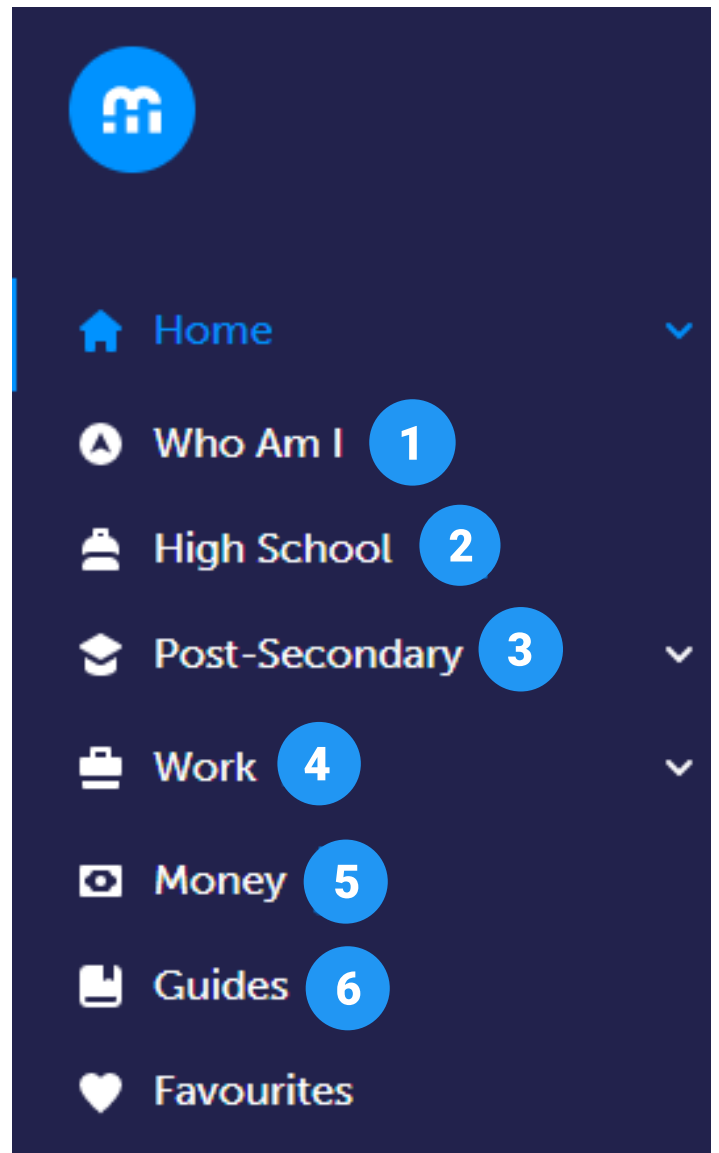 m
Home
Who Am I 1
High School 2
Post-Secondary 3
Work 4
Money 5
Guides 6
Favourites